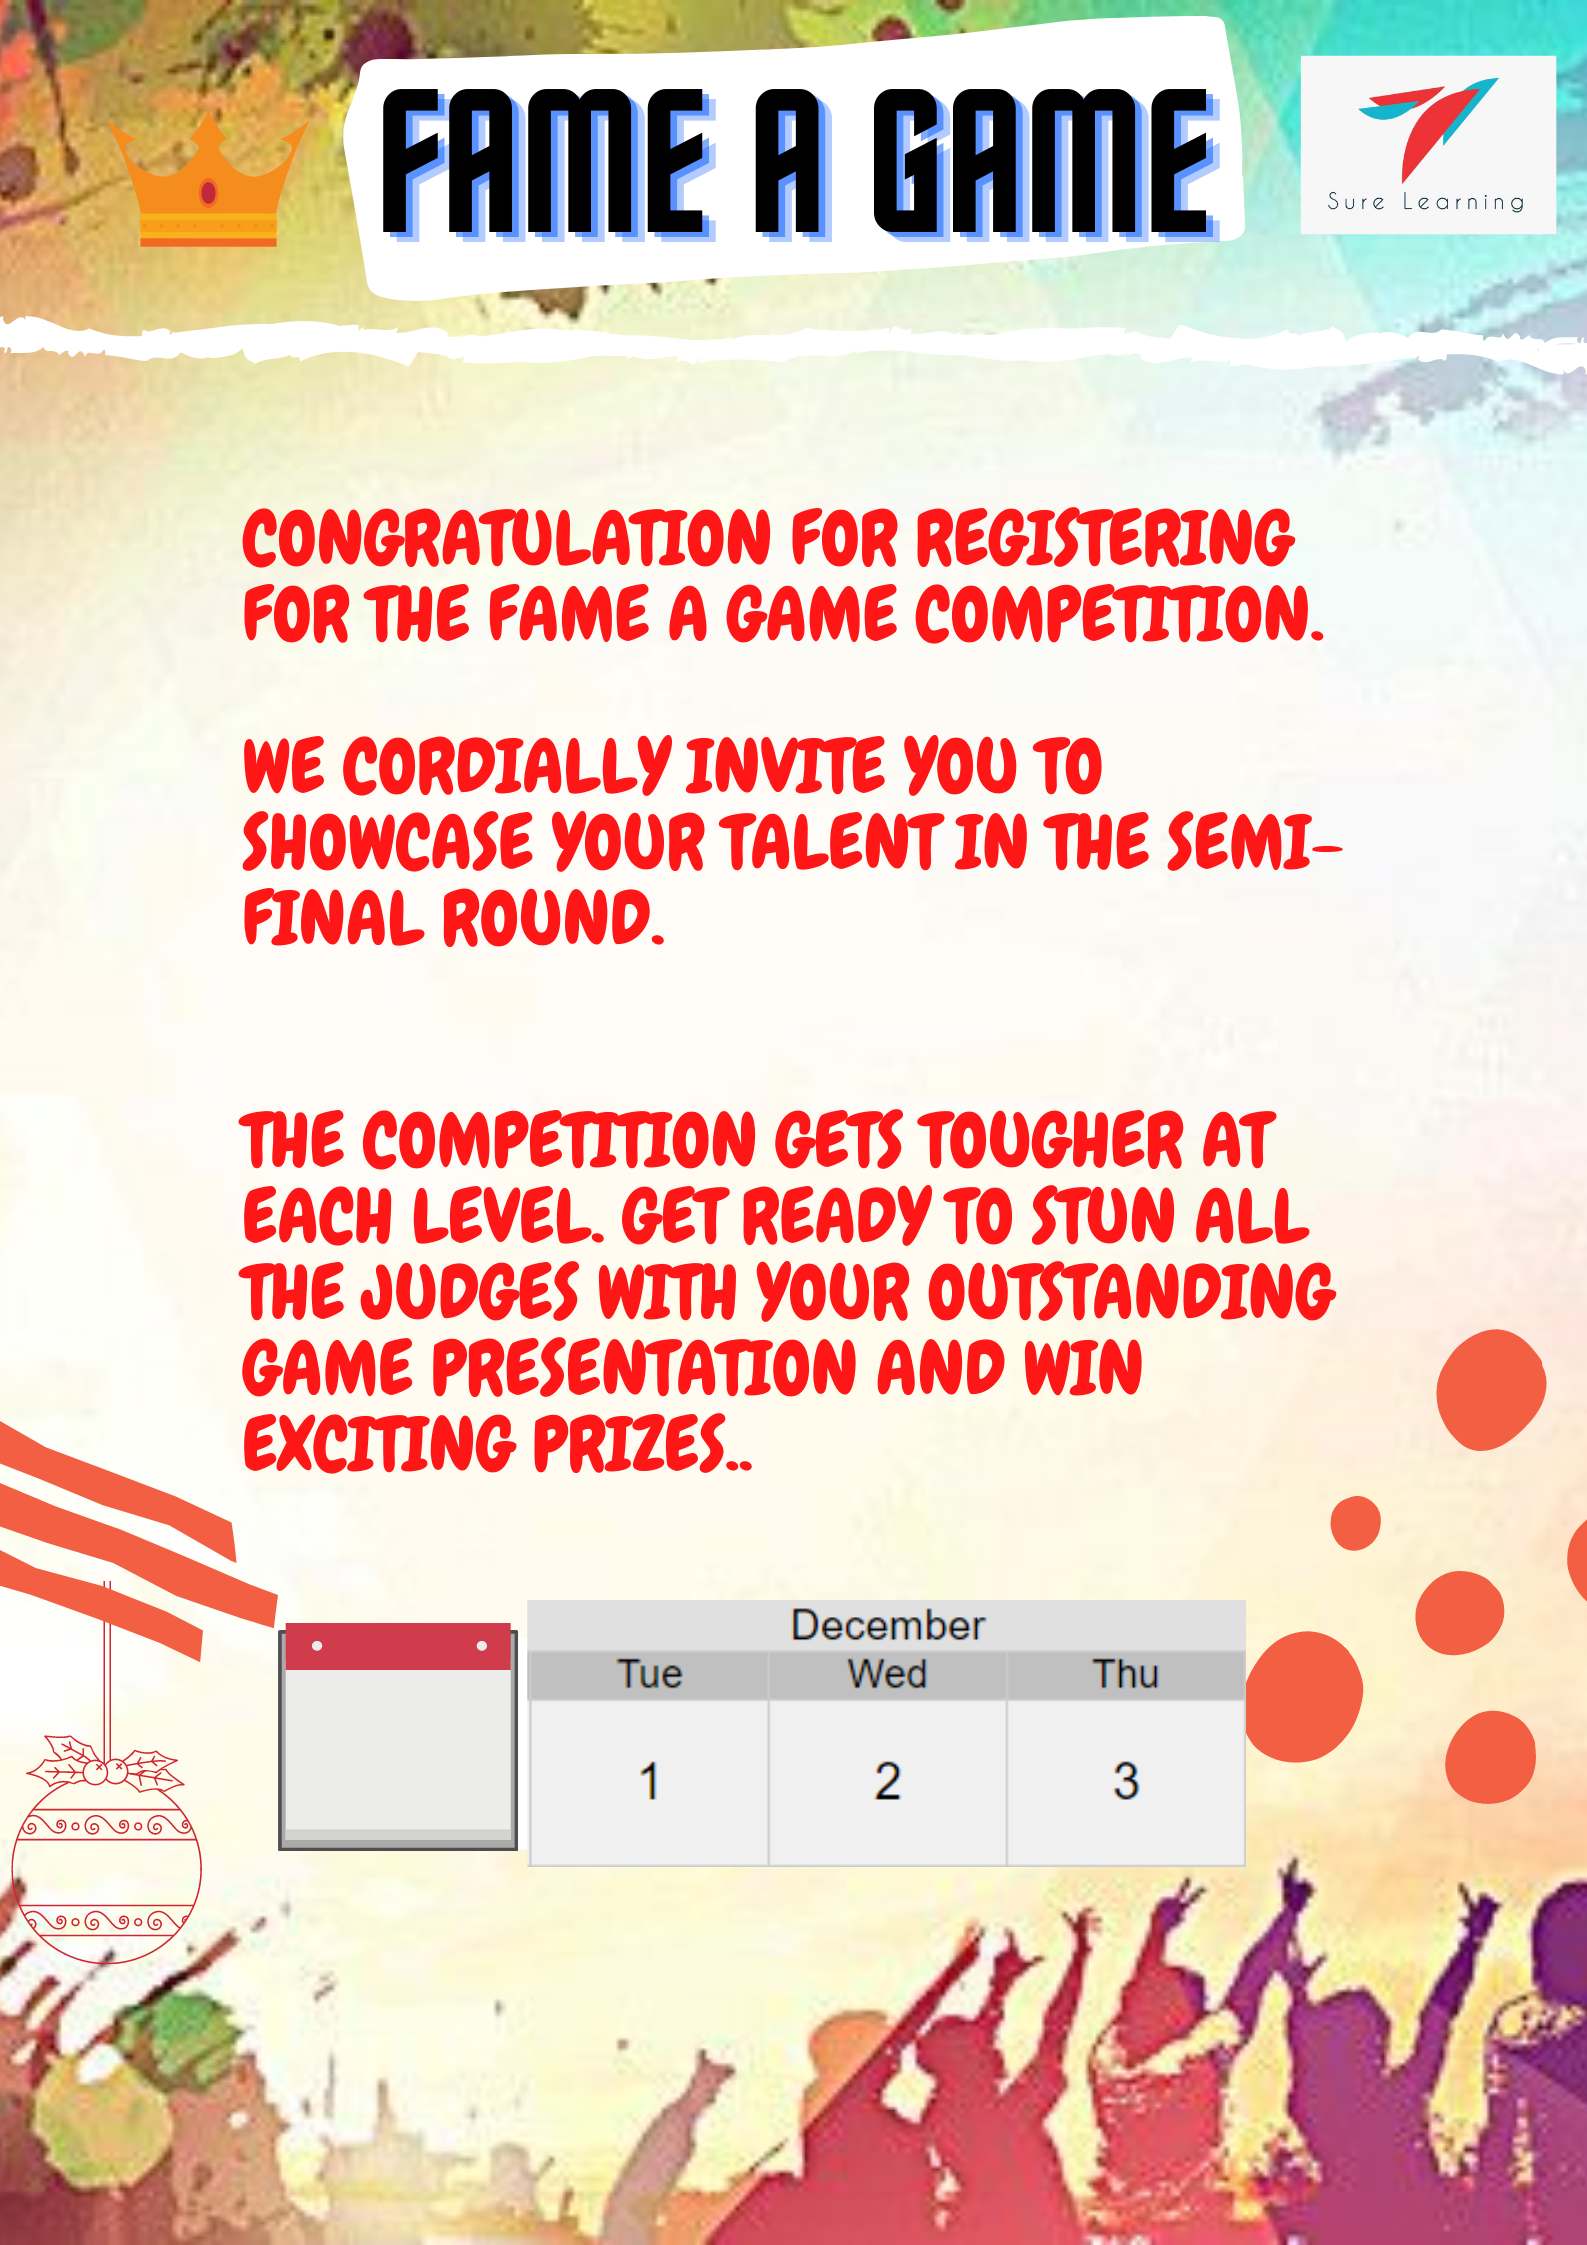 FAME A GAME
Sure Learning
CONGRATULATION FOR REGISTERING
FOR THE FAME A GAME COMPETITION.
WE CORDIALLY INVITE YOU TO
SHOWCASE YOUR TALENT IN THE SEMI-
FINAL ROUND.
THE COMPETITION GETS TOUGHER AT
EACH LEVEL. GET READY TO STUN ALL
THE JUDGES WITH YOUR OUTSTANDING
GAME PRESENTATION AND WIN
EXCITING PRIZES..
December
Tue Wed Thu
1 2 3